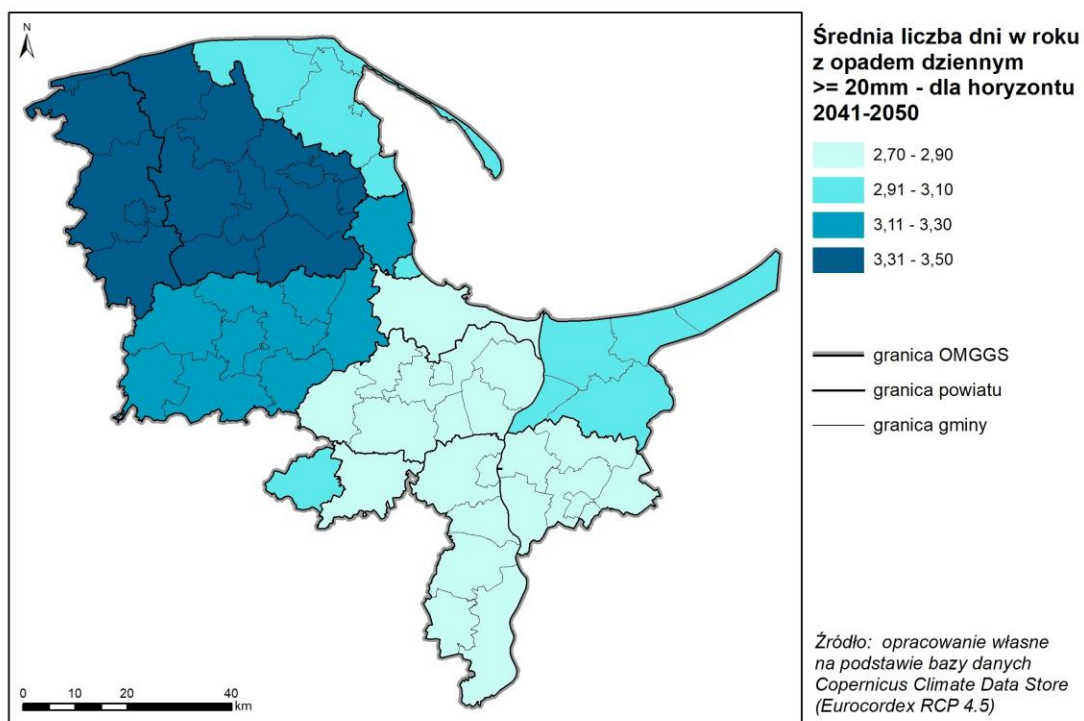 N
Średnia liczba dni w roku
z opadem dziennym
>= 20mm - dla horyzontu
2041-2050
2,70 - 2,90
2,91 - 3,10
3,11 - 3,30
3,31 - 3,50
granica OMGGS
granica powiatu
granica gminy
Źródło: opracowanie własne
na podstawie bazy danych
Copernicus Climate Data Store
(Eurocordex RCP 4.5)
0 10 20 40
km